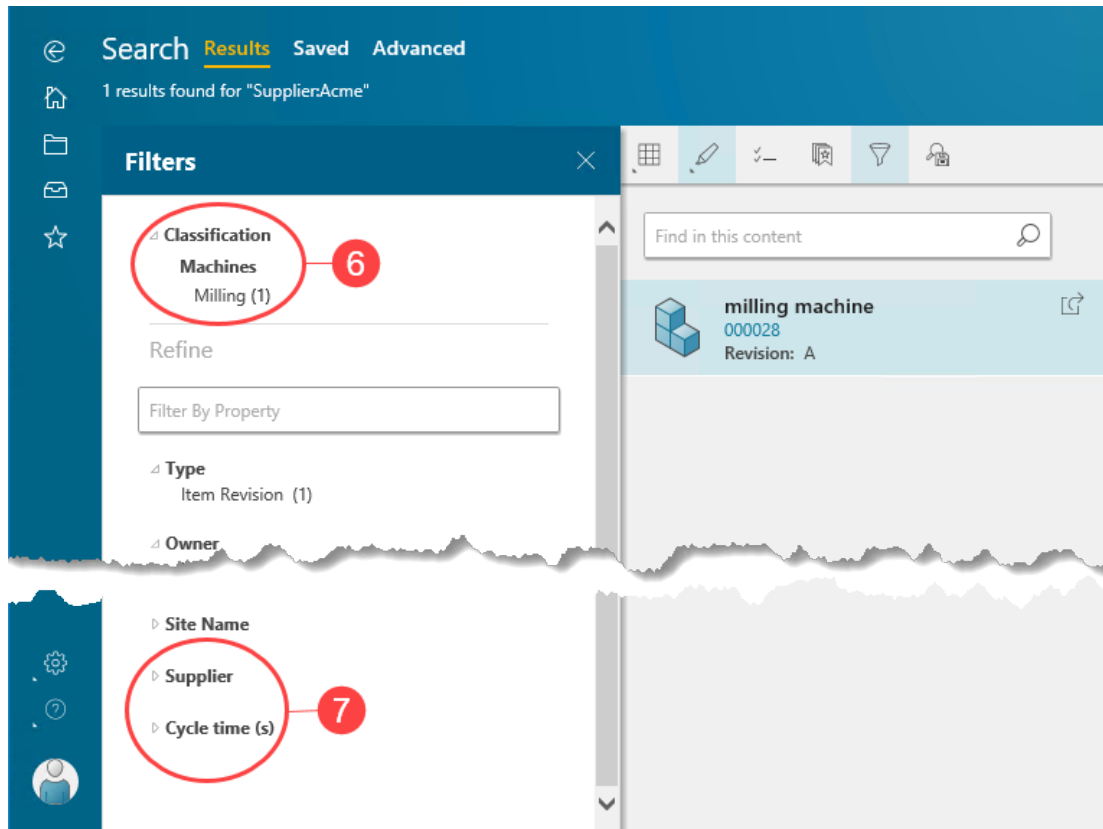 Search Results Saved Advanced
1 results found for "Supplier:Acme"
Filters
Classification
Machines
Milling (1)
6
Refine
Filter By Property
Type
Item Revision (1)
Owner
Site Name
Supplier
Cycle time (s)
7
Find in this content
milling machine
000028
Revision: A